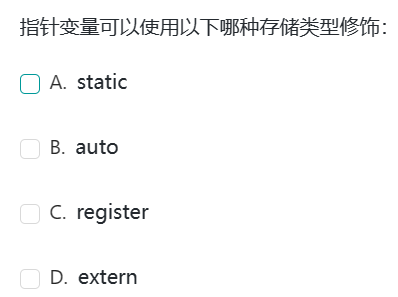 指针变量可以使用以下哪种存储类型修饰：
A. static
B. auto
C. register
D. extern